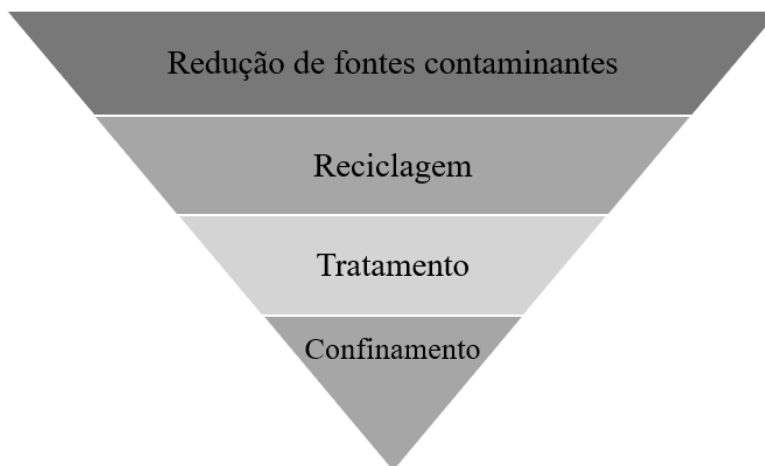 Redução de fontes contaminantes
Reciclagem
Tratamento
Confinamento